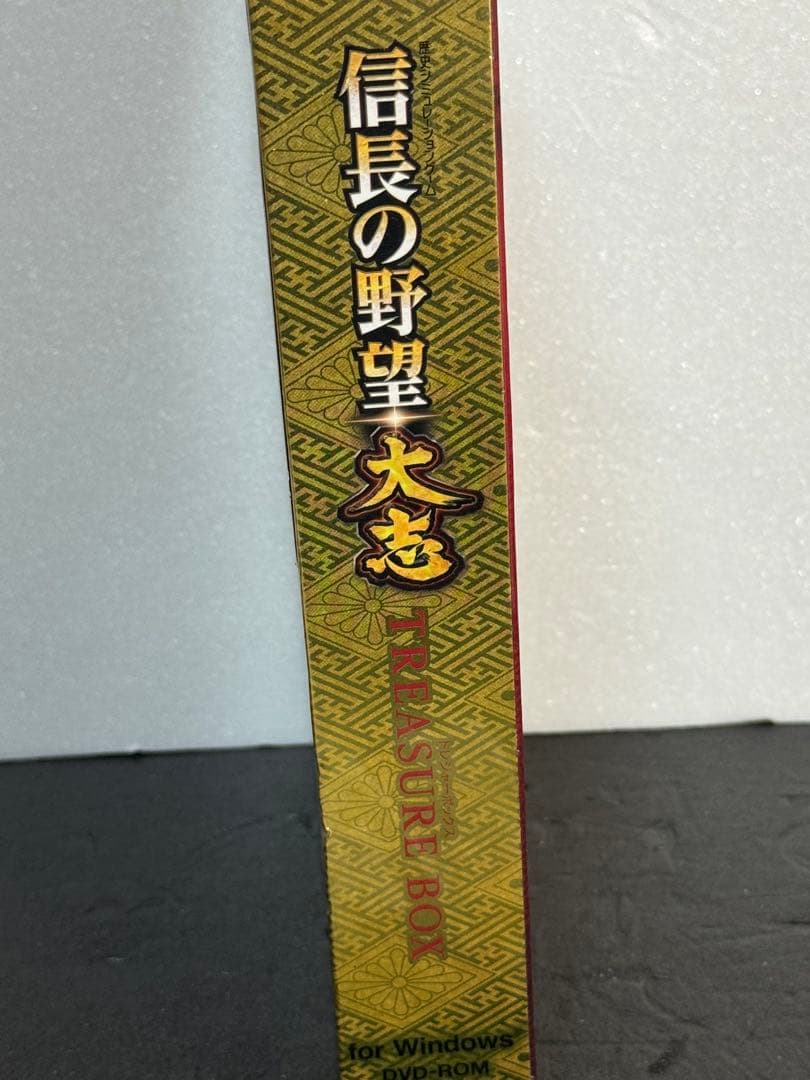 歴史シミュレーションゲーム
信長の野望
大志
TREASURE BOX
トレジャーボックス
for Windows
DVD-ROM